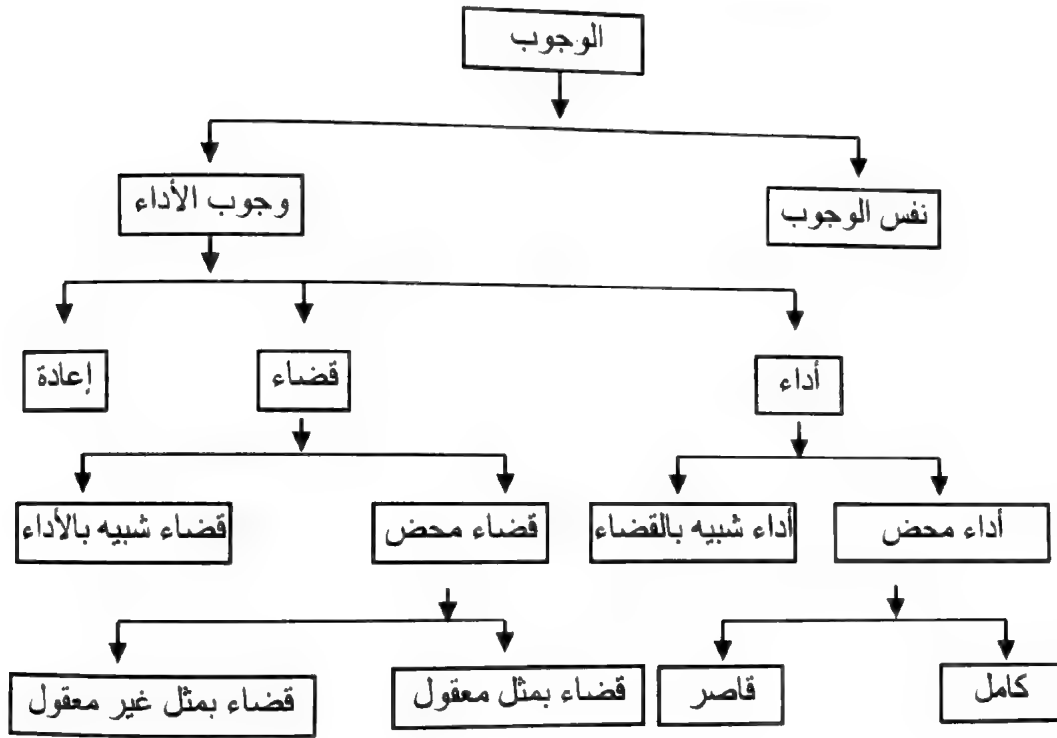 الوجوب
نفس الوجوب
وجوب الأداء
أداء
قضاء
إعادة
أداء محض
أداء شبيه بالقضاء
قضاء محض
قضاء شبيه بالأداء
كامل
قاصر
قضاء بمثل معقول
قضاء بمثل غير معقول